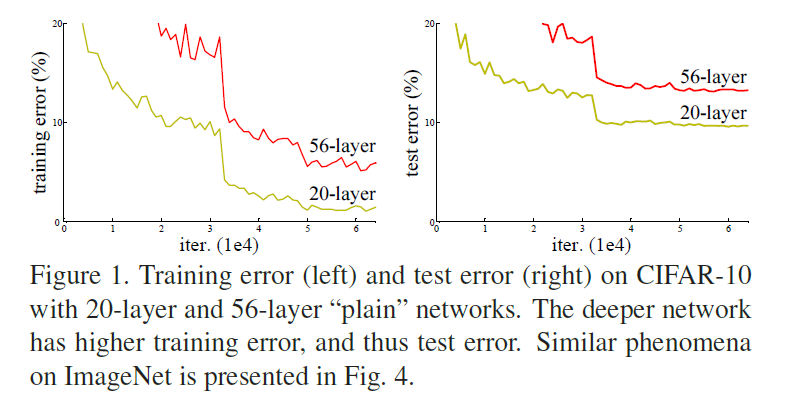 20
10
0
0 1 2 3 4 5 6
training error (%)
iter. (1e4)
56-layer
20-layer
20
10
0
0 1 2 3 4 5 6
test error (%)
iter. (1e4)
56-layer
20-layer
Figure 1. Training error (left) and test error (right) on CIFAR-10
with 20-layer and 56-layer “plain” networks. The deeper network
has higher training error, and thus test error. Similar phenomena
on ImageNet is presented in Fig. 4.